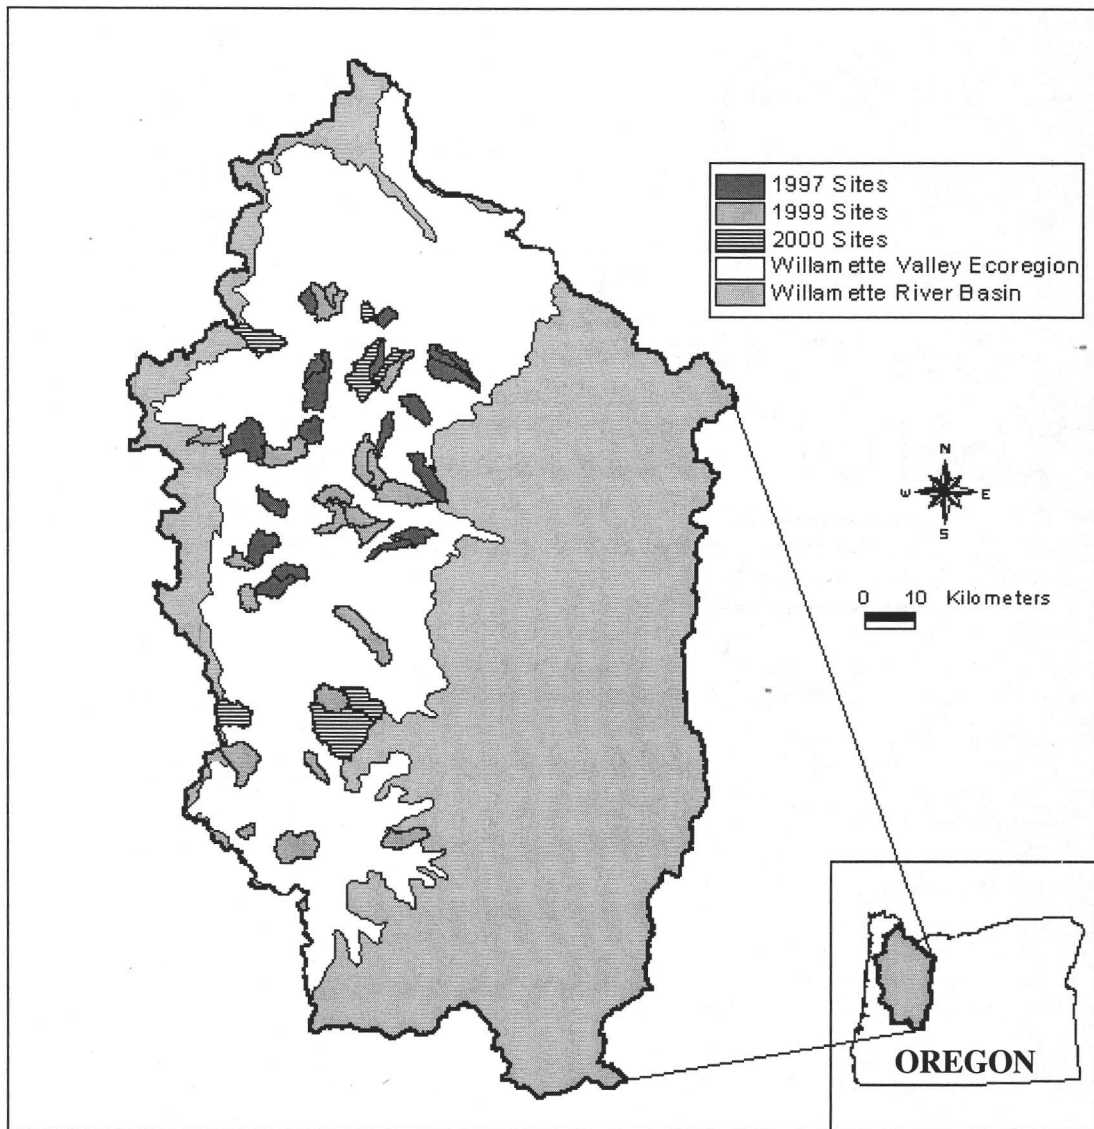 1997 Sites
1999 Sites
2000 Sites
Willamette Valley Ecoregion
Willamette River Basin
N
W E
S
0 10 Kilometers
OREGON